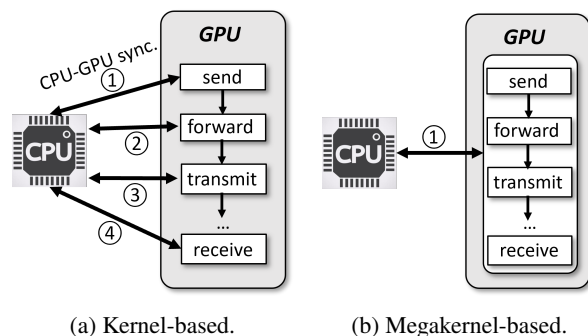 GPU
CPU-GPU sync.
①
send
②
forward
CPU
③
transmit
④
...
receive
(a) Kernel-based.
GPU
send
①
forward
CPU
transmit
...
receive
(b) Megakernel-based.